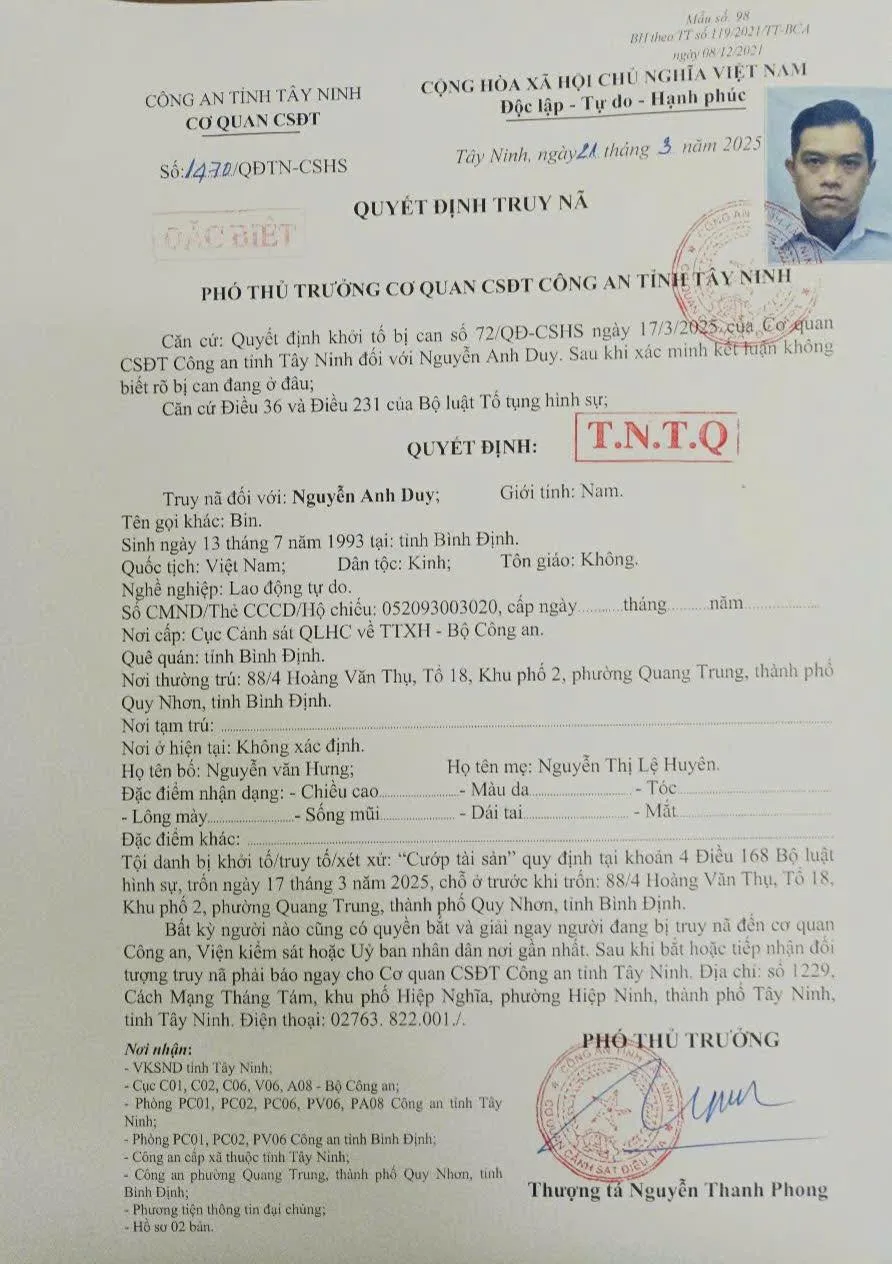 Mẫu số: 98
BH theo TT số 119/2021/TT-BCA
ngày 08/12/2021
CÔNG AN TỈNH TÂY NINH
CƠ QUAN CSĐT
CỘNG HÒA XÃ HỘI CHỦ NGHĨA VIỆT NAM
Độc lập - Tự do - Hạnh phúc
Số:1470/QĐTN-CSHS
Tây Ninh, ngày 21 tháng 3 năm 2025
QUYẾT ĐỊNH TRUY NÃ
PHÓ THỦ TRƯỞNG CƠ QUAN CSĐT CÔNG AN TỈNH TÂY NINH
Căn cứ: Quyết định khởi tố bị can số 72/QĐ-CSHS ngày 17/3/2025 của Cơ quan
CSĐT Công an tỉnh Tây Ninh đối với Nguyễn Anh Duy. Sau khi xác minh kết luận không
biết rõ bị can đang ở đâu;
Căn cứ Điều 36 và Điều 231 của Bộ luật Tố tụng hình sự;
QUYẾT ĐỊNH:
T.N.T.Q
Truy nã đối với: Nguyễn Anh Duy; Giới tính: Nam.
Tên gọi khác: Bin.
Sinh ngày 13 tháng 7 năm 1993 tại: tỉnh Bình Định.
Quốc tịch: Việt Nam; Dân tộc: Kinh; Tôn giáo: Không.
Nghề nghiệp: Lao động tự do.
Số CMND/Thẻ CCCD/Hộ chiếu: 052093003020, cấp ngày..........tháng.........năm................
Nơi cấp: Cục Cảnh sát QLHC về TTXH - Bộ Công an.
Quê quán: tỉnh Bình Định.
Nơi thường trú: 88/4 Hoàng Văn Thụ, Tổ 18, Khu phố 2, phường Quang Trung, thành phố
Quy Nhơn, tỉnh Bình Định.
Nơi tạm trú: ................................
Nơi ở hiện tại: Không xác định.
Họ tên bố: Nguyễn văn Hưng; Họ tên mẹ: Nguyễn Thị Lệ Huyên.
Đặc điểm nhận dạng: - Chiều cao................- Màu da.....................- Tóc................
- Lông mày................- Sống mũi................- Dái tai.....................- Mắt................
Đặc điểm khác: ................................
Tội danh bị khởi tố/truy tố/xét xử: “Cướp tài sản” quy định tại khoản 4 Điều 168 Bộ luật
hình sự, trốn ngày 17 tháng 3 năm 2025, chỗ ở trước khi trốn: 88/4 Hoàng Văn Thụ, Tổ 18,
Khu phố 2, phường Quang Trung, thành phố Quy Nhơn, tỉnh Bình Định.
Bất kỳ người nào cũng có quyền bắt và giải ngay người đang bị truy nã đến cơ quan
Công an, Viện kiểm sát hoặc Uỷ ban nhân dân nơi gần nhất. Sau khi bắt hoặc tiếp nhận đối
tượng truy nã phải báo ngay cho Cơ quan CSĐT Công an tỉnh Tây Ninh. Địa chỉ: số 1229,
Cách Mạng Tháng Tám, khu phố Hiệp Nghĩa, phường Hiệp Ninh, thành phố Tây Ninh,
tỉnh Tây Ninh. Điện thoại: 02763. 822.001./.
PHÓ THỦ TRƯỞNG
Nơi nhận:
- VKSND tỉnh Tây Ninh;
- Cục C01, C02, C06, V06, A08 - Bộ Công an;
- Phòng PC01, PC02, PC06, PV06, PA08 Công an tỉnh Tây
Ninh;
- Phòng PC01, PC02, PV06 Công an tỉnh Bình Định;
- Công an cấp xã thuộc tỉnh Tây Ninh;
- Công an phường Quang Trung, thành phố Quy Nhơn, tỉnh
Bình Định;
- Phương tiện thông tin đại chúng;
- Hồ sơ 02 bản.
CÔNG AN TỈNH TÂY NINH
CƠ QUAN CẢNH SÁT ĐIỀU TRA
Thượng tá Nguyễn Thanh Phong